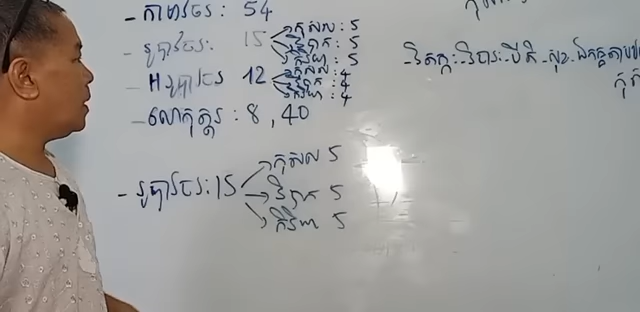 - កាមាវចរ : 54
- រូបាវចរ: 15
កុសល : 5
វិបាក : 5
កិរិយា : 5
- អរូបាវចរ 12
កុសល : 4
វិបាក : 4
កិរិយា : 4
- លោកុត្តរ : 8 , 40
- រូបាវចរ: 15
កុសល 5
វិបាក 5
កិរិយា 5
- វិតក្កៈ - វិចារៈ - បីតិ - សុខ -